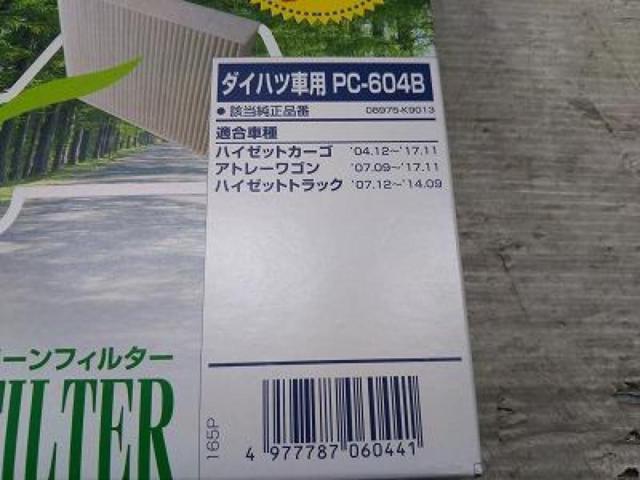 ダイハツ車用 PC-604B
● 該当純正品番 08975-K9013
適合車種
ハイゼットカーゴ '04.12～'17.11
アトレーワゴン '07.09～'17.11
ハイゼットトラック '07.12～'14.09
ーンフィルター
FILTER
165P
4 977787 060441